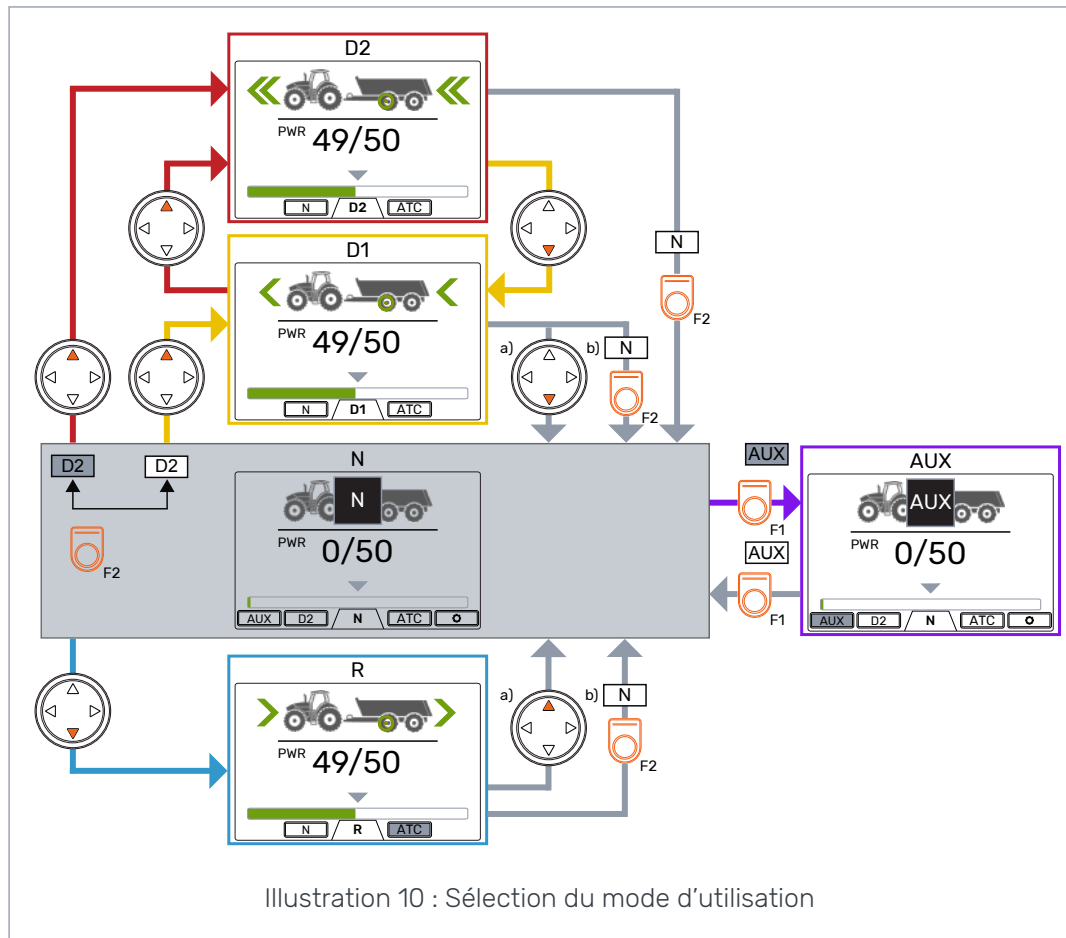 D2
PWR 49/50
N D2 ATC
D1
N
F2
PWR 49/50
a)
b) N
F2
N D1 ATC
D2 D2
N
AUX
AUX
N
AUX
F2
PWR 0/50
F1
AUX
PWR 0/50
AUX D2 N ATC
F1
AUX D2 N ATC
R
a)
b) N
PWR 49/50
F2
N R ATC
Illustration 10 : Sélection du mode d’utilisation